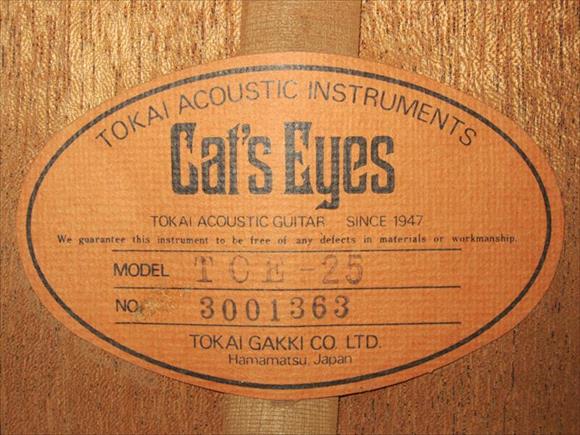 TOKAI ACOUSTIC INSTRUMENTS
Cat's Eyes
TOKAI ACOUSTIC GUITAR SINCE 1947
We guarantee this instrument to be free of any defects in materials or workmanship.
MODEL TCE-25
NO. 3001363
TOKAI GAKKI CO. LTD.
Hamamatsu, Japan